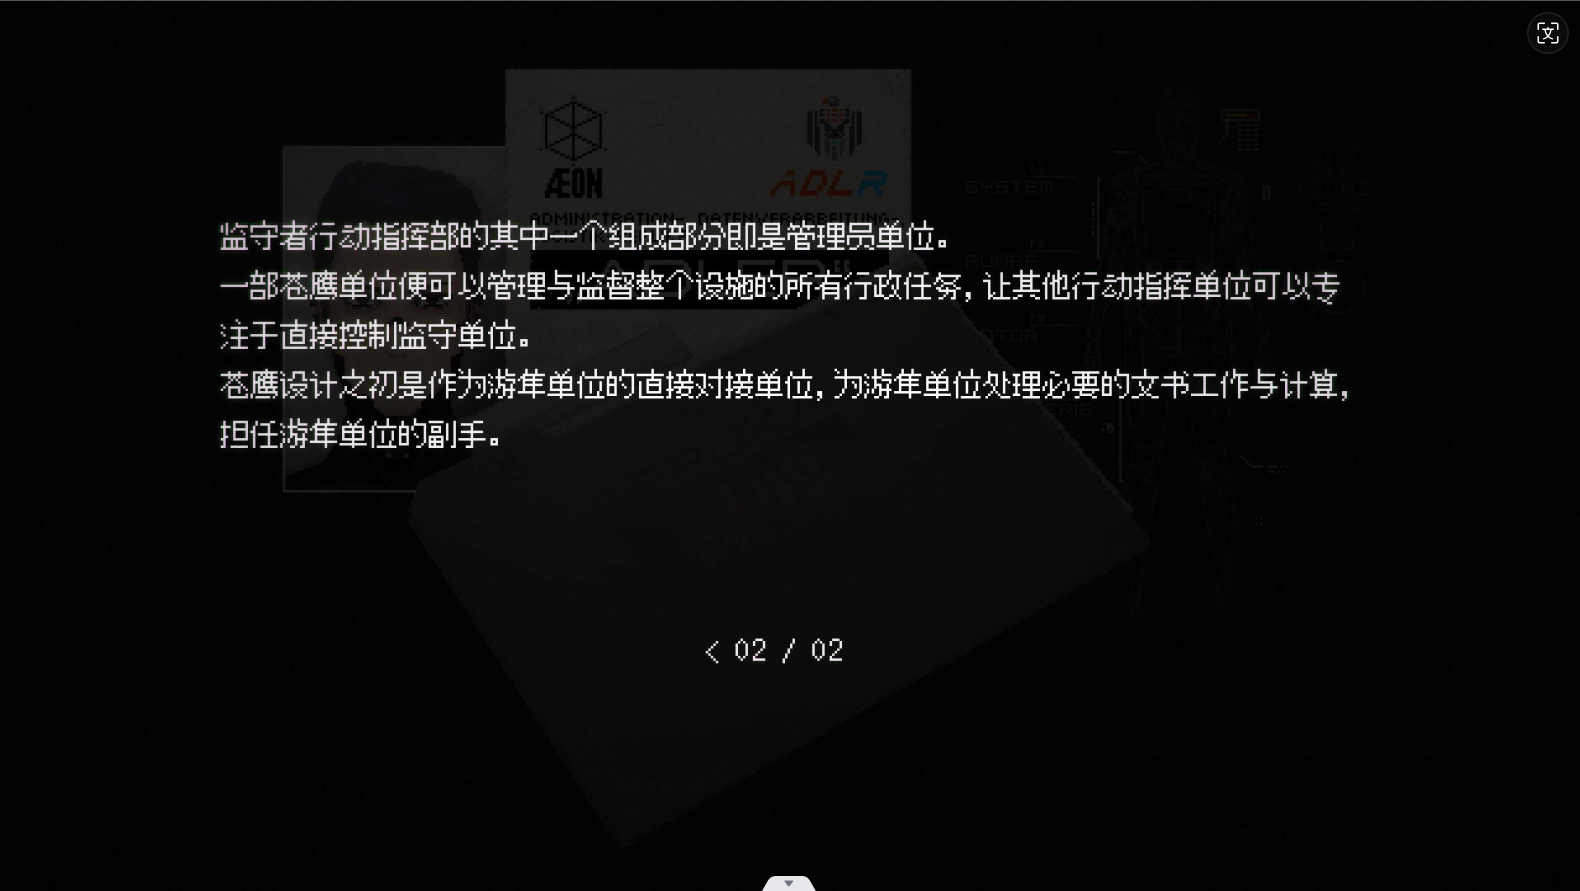 ÆON
ADLR
ADMINISTRATION- DATENVERARBEITUNG-
SYSTEM
监守者行动指挥部的其中一个组成部分即是管理员单位。
一部苍鹰单位便可以管理与监督整个设施的所有行政任务，让其他行动指挥单位可以专
注于直接控制监守单位。
苍鹰设计之初是作为游隼单位的直接对接单位，为游隼单位处理必要的文书工作与计算，
担任游隼单位的副手。
< 02 / 02